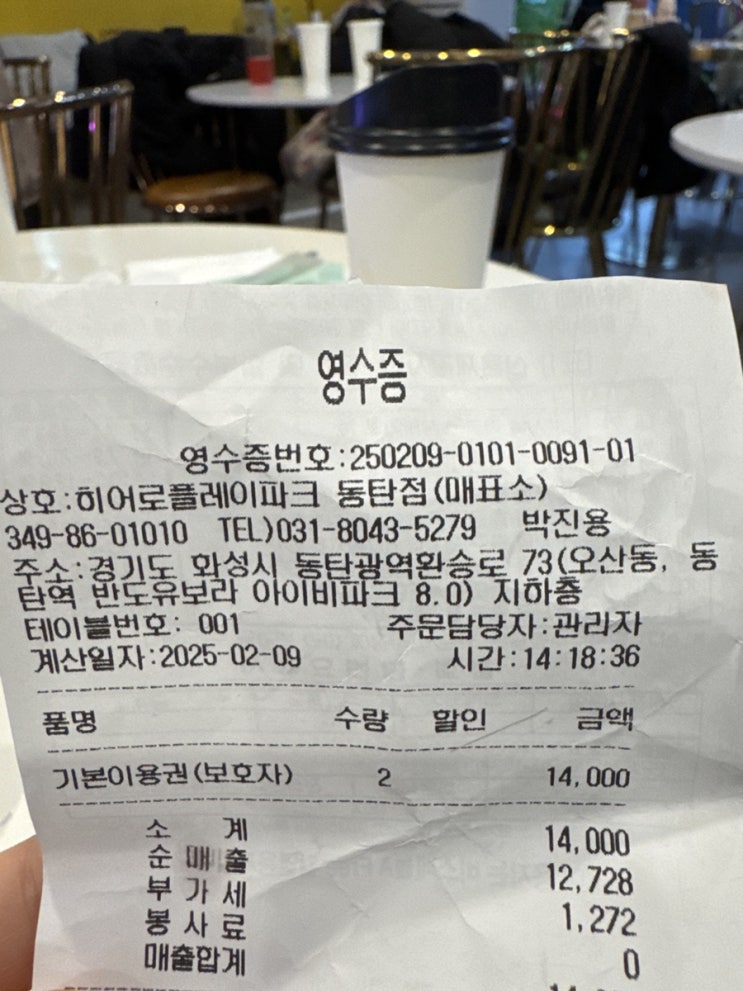 영수증
영수증번호:250209-0101-0091-01
상호:히어로플레이파크 동탄점(매표소)
349-86-01010 TEL)031-8043-5279 박진용
주소:경기도 화성시 동탄광역환승로 73(오산동, 동
탄역 반도유보라 아이비파크 8.0) 지하층
테이블번호: 001 주문담당자:관리자
계산일자:2025-02-09 시간:14:18:36
품명 수량 할인 금액
기본이용권(보호자) 2 14,000
소 계 14,000
순 매 출 12,728
부 가 세 1,272
봉 사 료 0
매출합계